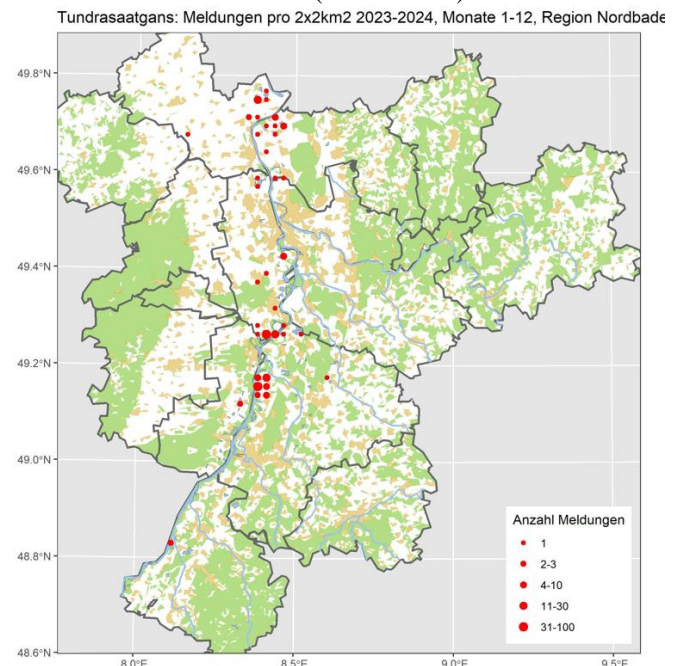 Tundrasaatgans: Meldungen pro 2x2km2 2023-2024, Monate 1-12, Region Nordbade
49.8°N
49.6°N
49.4°N
49.2°N
49.0°N
48.8°N
48.6°N
Anzahl Meldungen
1
2-3
4-10
11-30
31-100
8.0°E 8.5°E 9.0°E 9.5°E